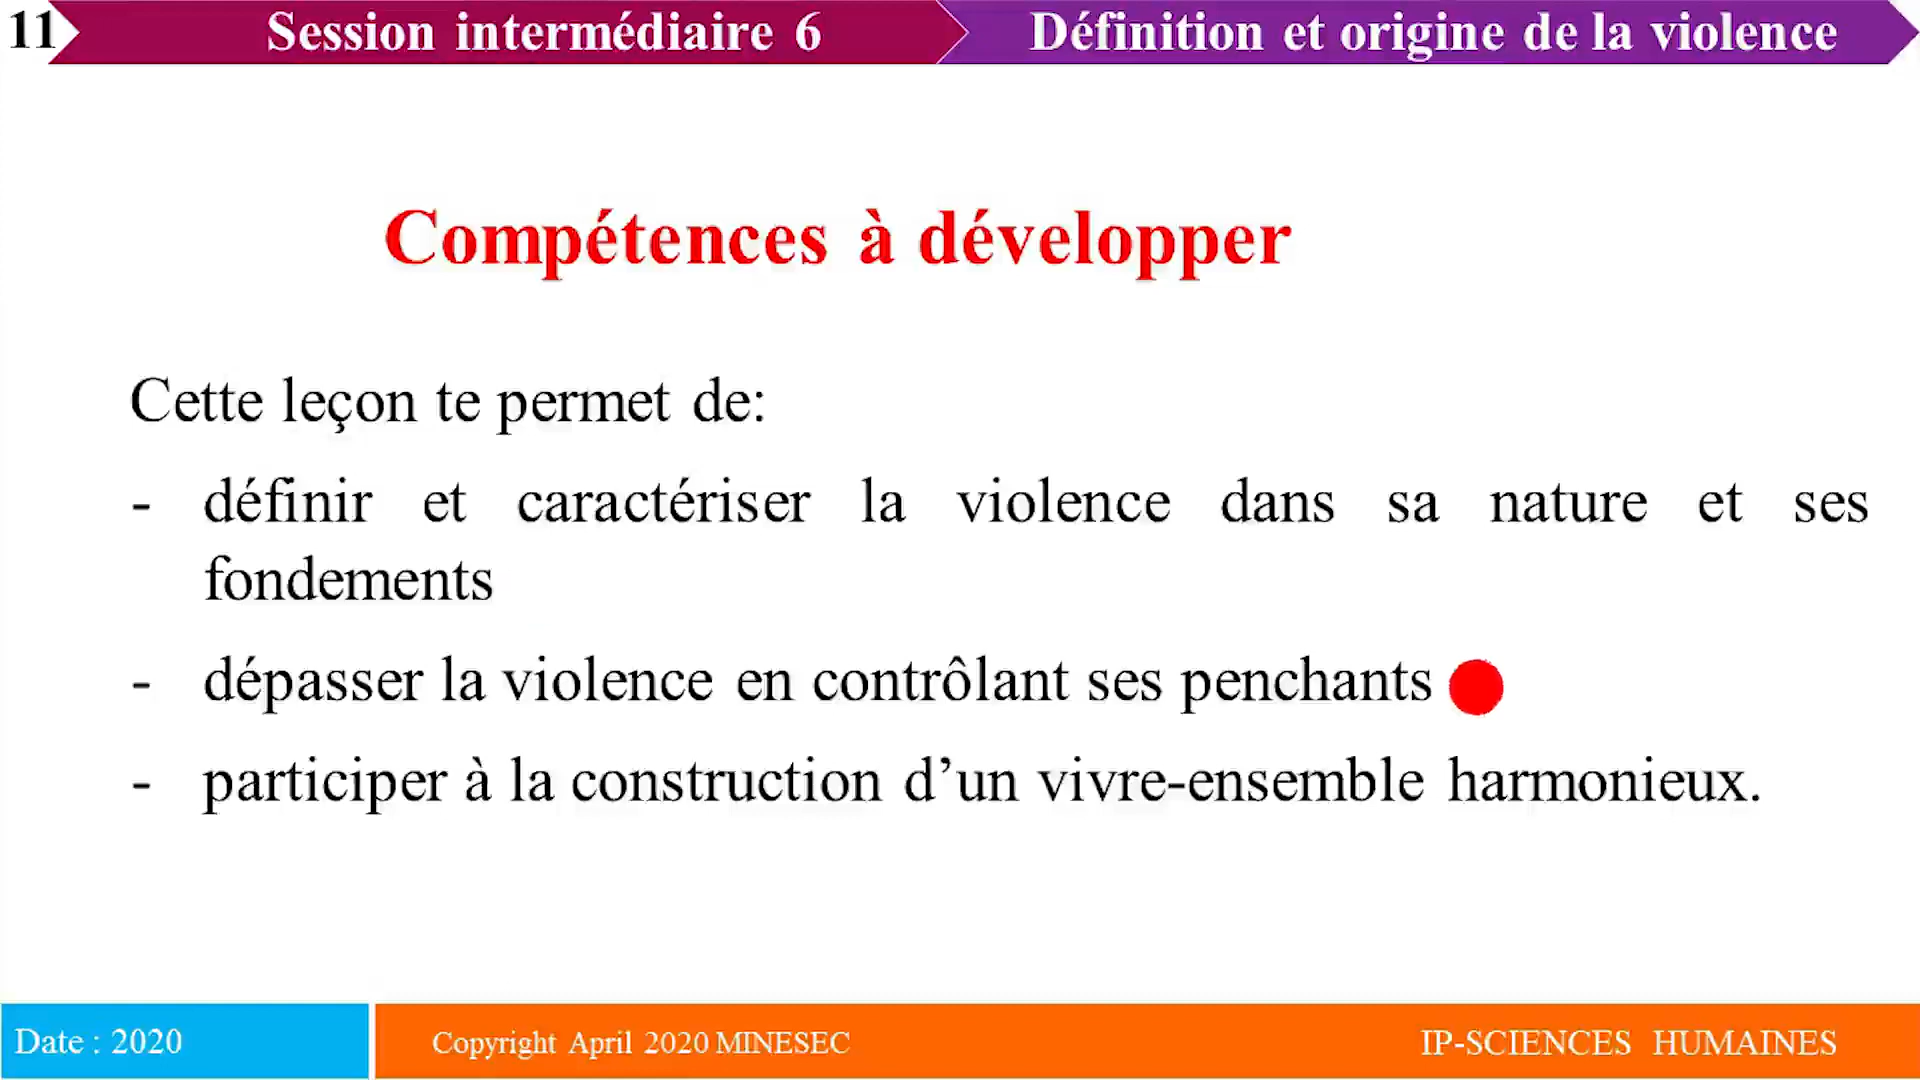 11 Session intermédiaire 6 Définition et origine de la violence
Compétences à développer
Cette leçon te permet de:
- définir et caractériser la violence dans sa nature et ses
fondements
- dépasser la violence en contrôlant ses penchants
- participer à la construction d’un vivre-ensemble harmonieux.
Date : 2020 Copyright April 2020 MINESEC IP-SCIENCES HUMAINES